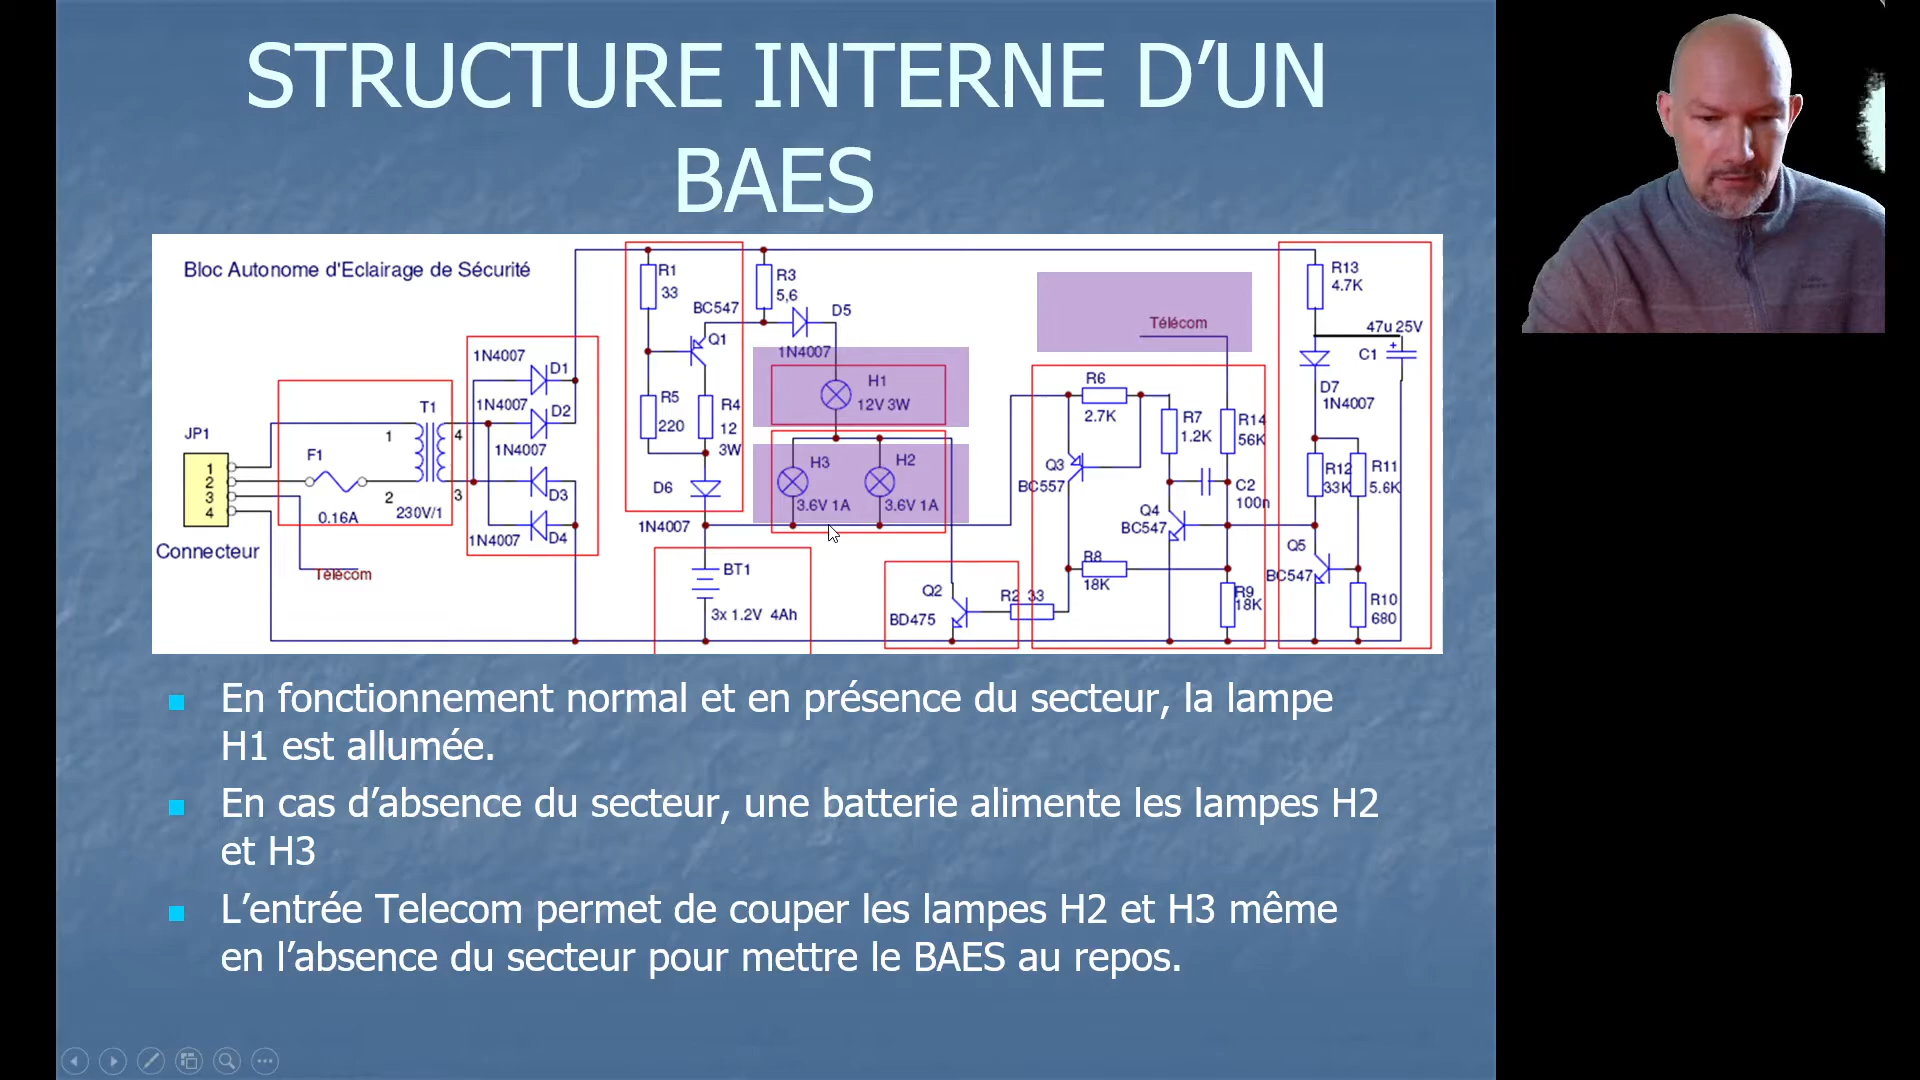 STRUCTURE INTERNE D’UN
BAES
Bloc Autonome d'Eclairage de Sécurité
R1
33
R3
5,6
BC547
D5
Q1
1N4007
H1
12V 3W
R5
220
R4
12
3W
H3
3.6V 1A
H2
3.6V 1A
D6
1N4007
1N4007
D1
1N4007
D2
1N4007
D3
1N4007
D4
T1
1
4
2
3
230V/1
F1
0.16A
JP1
1
2
3
4
Connecteur
Télécom
BT1
3x 1.2V 4Ah
Q2
BD475
R2 33
Télécom
R6
2.7K
R7
1.2K
R14
56K
Q3
BC557
C2
100n
Q4
BC547
R8
18K
R9
18K
R13
4.7K
47u 25V
+
C1
D7
1N4007
R12
33K
R11
5.6K
Q5
BC547
R10
680
En fonctionnement normal et en présence du secteur, la lampe
H1 est allumée.
En cas d’absence du secteur, une batterie alimente les lampes H2
et H3
L’entrée Telecom permet de couper les lampes H2 et H3 même
en l’absence du secteur pour mettre le BAES au repos.